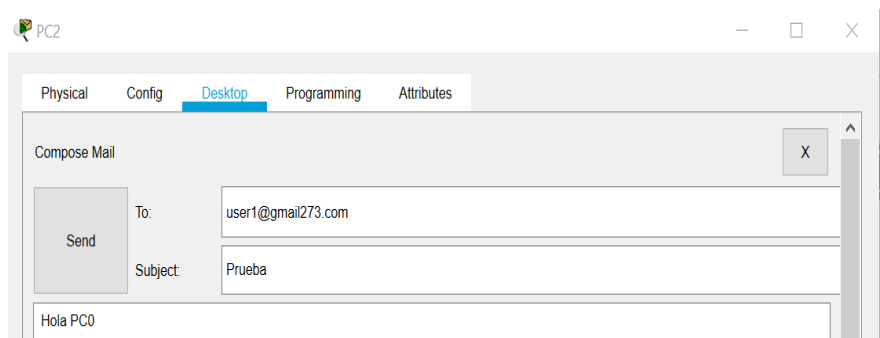 PC2
Physical Config Desktop Programming Attributes
Compose Mail
X
Send
To: user1@gmail273.com
Subject: Prueba
Hola PC0